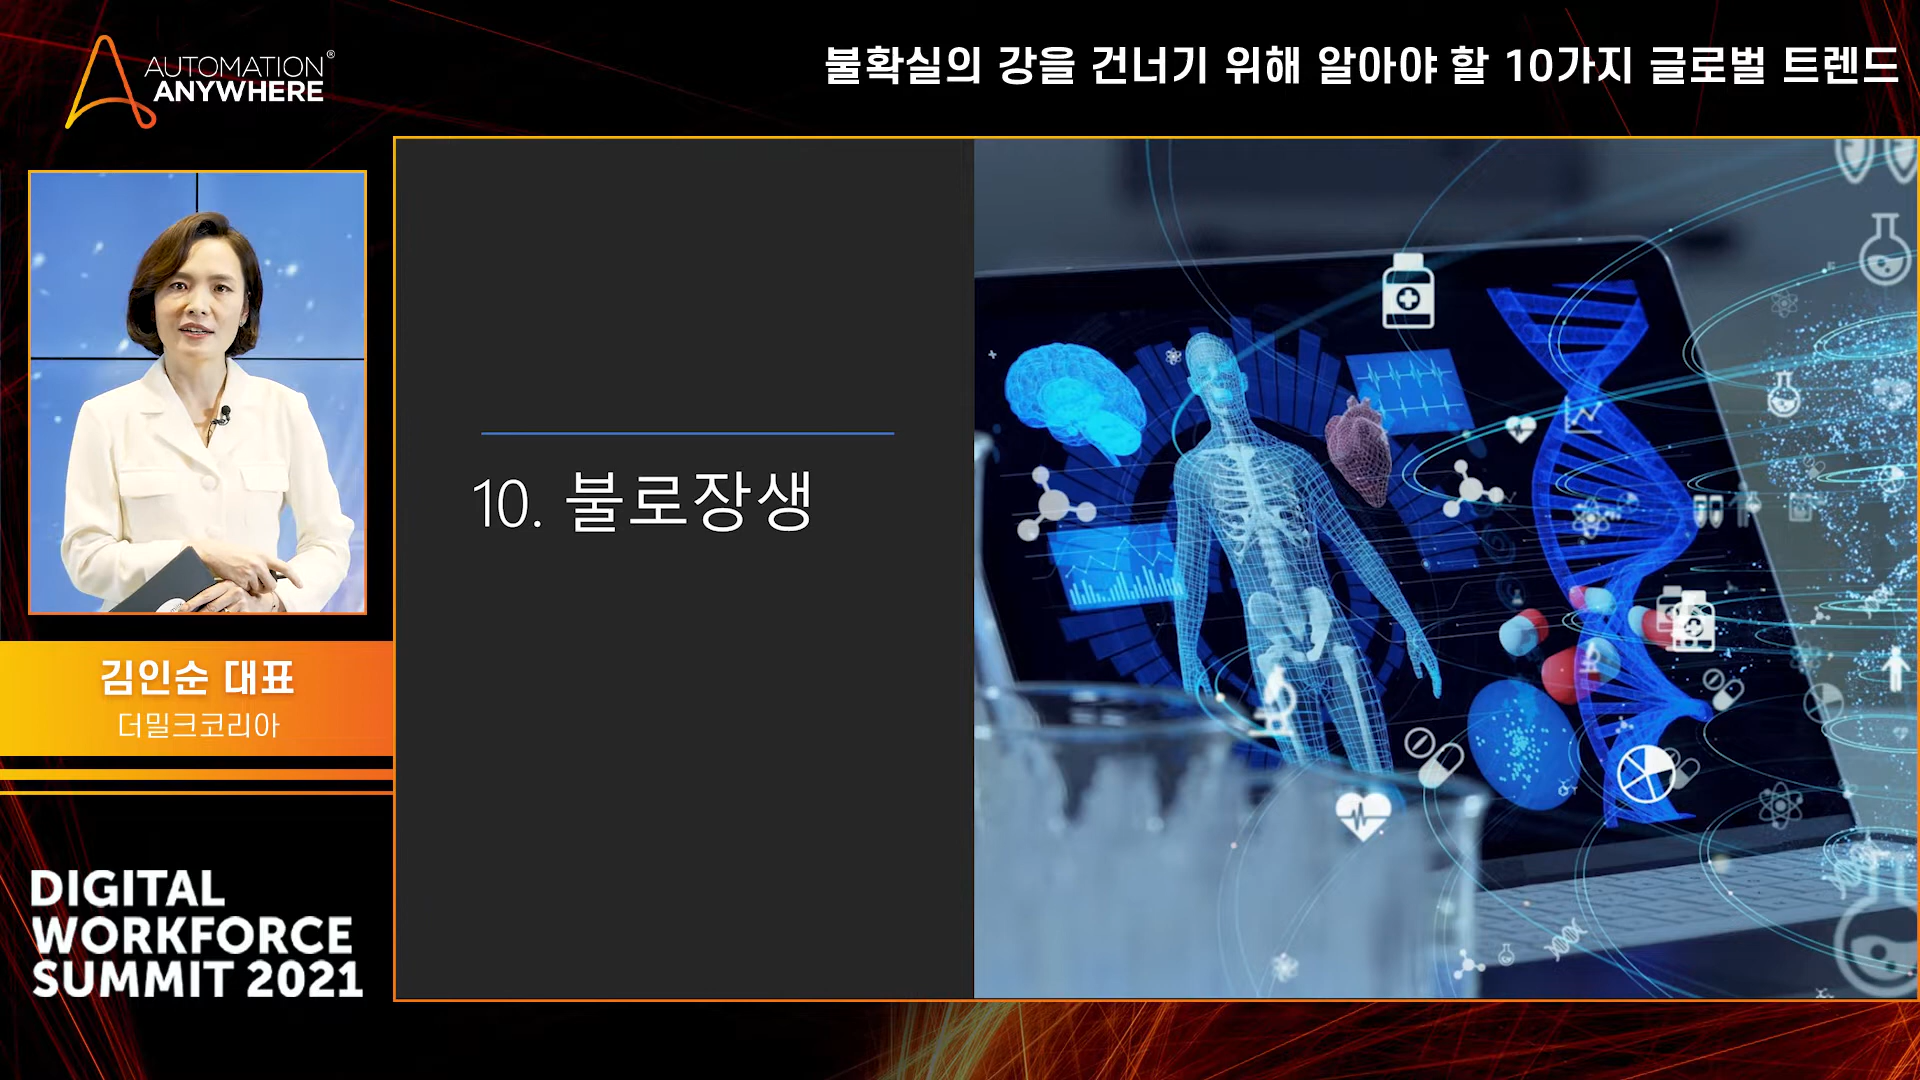 AUTOMATION®
ANYWHERE
불확실의 강을 건너기 위해 알아야 할 10가지 글로벌 트렌드
10. 불로장생
김인순 대표
더밀크코리아
DIGITAL
WORKFORCE
SUMMIT 2021